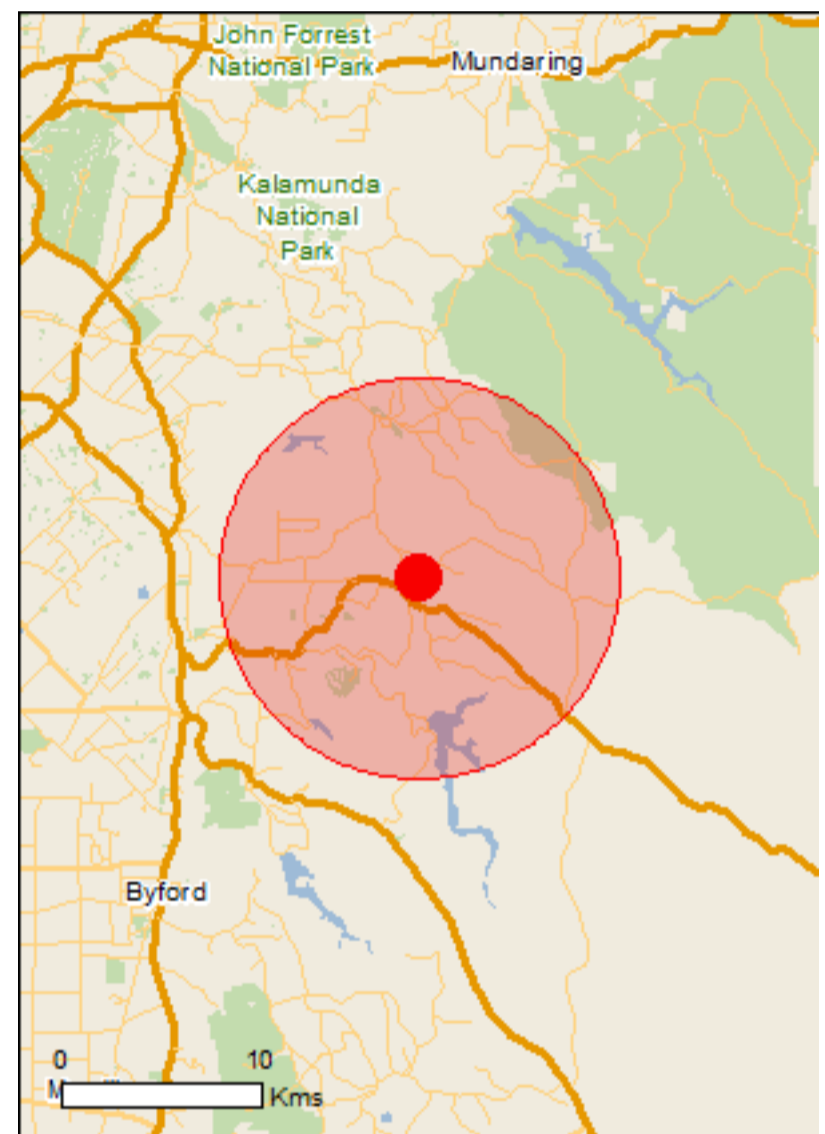 John Forrest
National Park
Mundaring
Kalamunda
National
Park
Byford
0 10
Kms